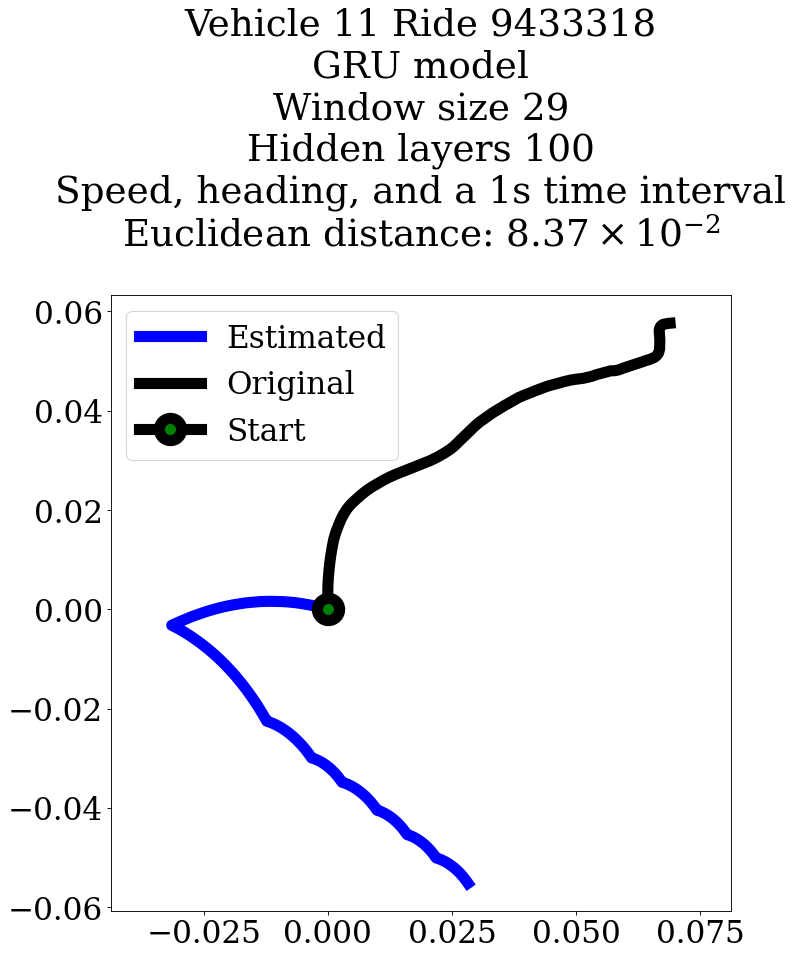 Vehicle 11 Ride 9433318
GRU model
Window size 29
Hidden layers 100
Speed, heading, and a 1s time interval
Euclidean distance: 8.37 × 10⁻²
Estimated
Original
Start
0.06
0.04
0.02
0.00
−0.02
−0.04
−0.06
−0.025 0.000 0.025 0.050 0.075